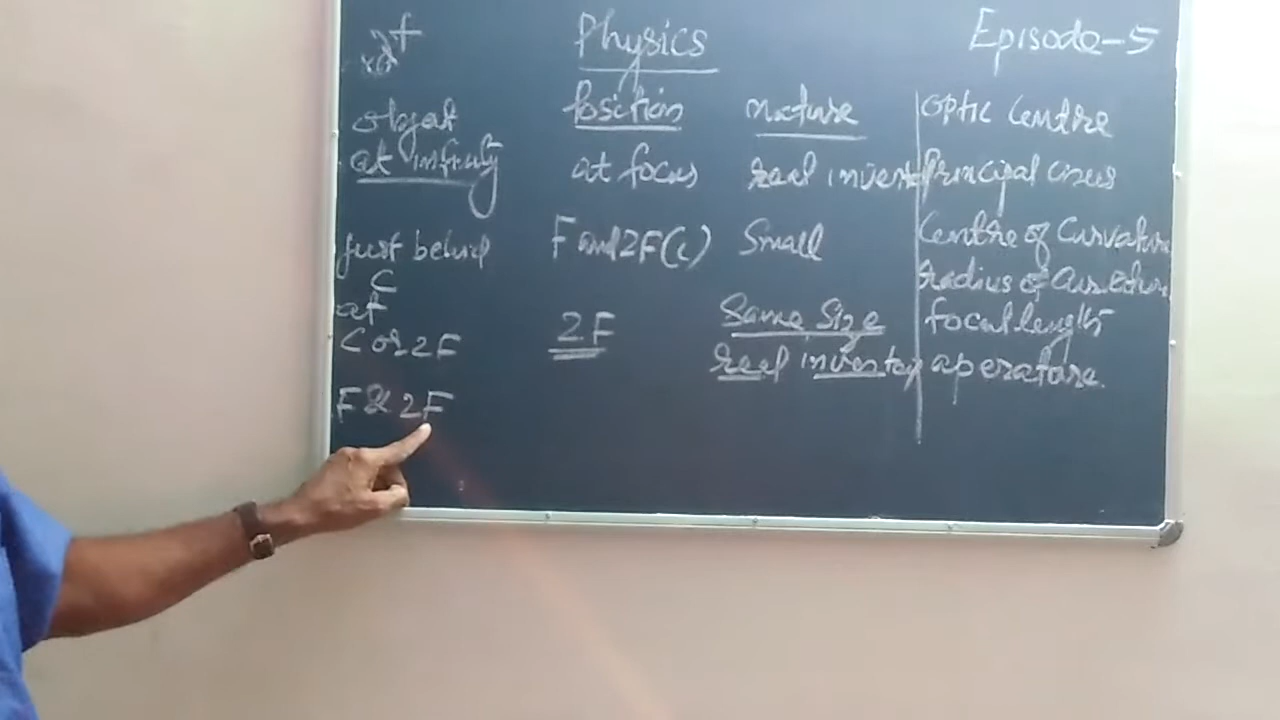 2f
Physics
Episode-5
object
Position
nature
at infinity
at focus
real invert
just behind
C
F and 2F(C)
Small
at
C or 2F
2F
Same Size
real inverted
F & 2F
optic Centre
Principal axis
Centre of Curvature
radius of Curvature
focal length
aperature.